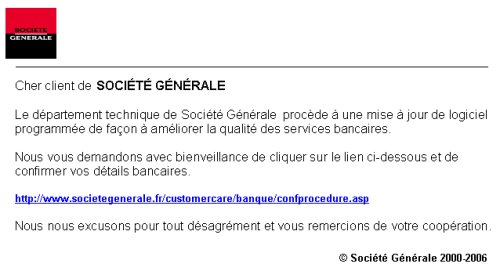 SOCIETE
GENERALE
Cher client de SOCIÉTÉ GÉNÉRALE
Le département technique de Société Générale procède à une mise à jour de logiciel
programmée de façon à améliorer la qualité des services bancaires.
Nous vous demandons avec bienveillance de cliquer sur le lien ci-dessous et de
confirmer vos détails bancaires.
http://www.societegenerale.fr/customercare/banque/confprocedure.asp
Nous nous excusons pour tout désagrément et vous remercions de votre coopération.
© Société Générale 2000-2006